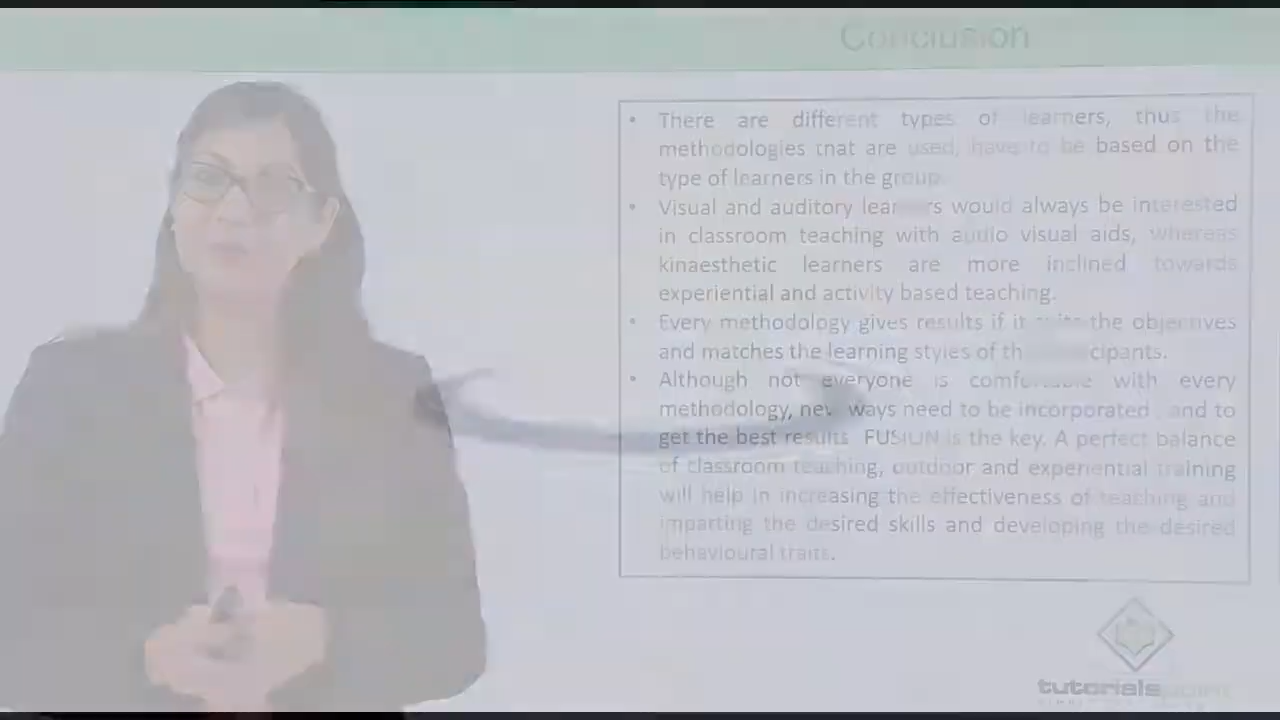 Conclusion
• There are different types of learners, thus the
methodologies that are used, have to be based on the
type of learners in the group.
• Visual and auditory learners would always be interested
in classroom teaching with audio visual aids, whereas
kinaesthetic learners are more inclined towards
experiential and activity based teaching.
• Every methodology gives results if it the objectives
and matches the learning styles of the participants.
• Although not everyone is comfortable with every
methodology, new ways need to be incorporated, and to
get the best results FUSION is the key. A perfect balance
of classroom teaching, outdoor and experiential training
will help in increasing the effectiveness of teaching and
imparting the desired skills and developing the desired
behavioural traits.
tutorialspoint